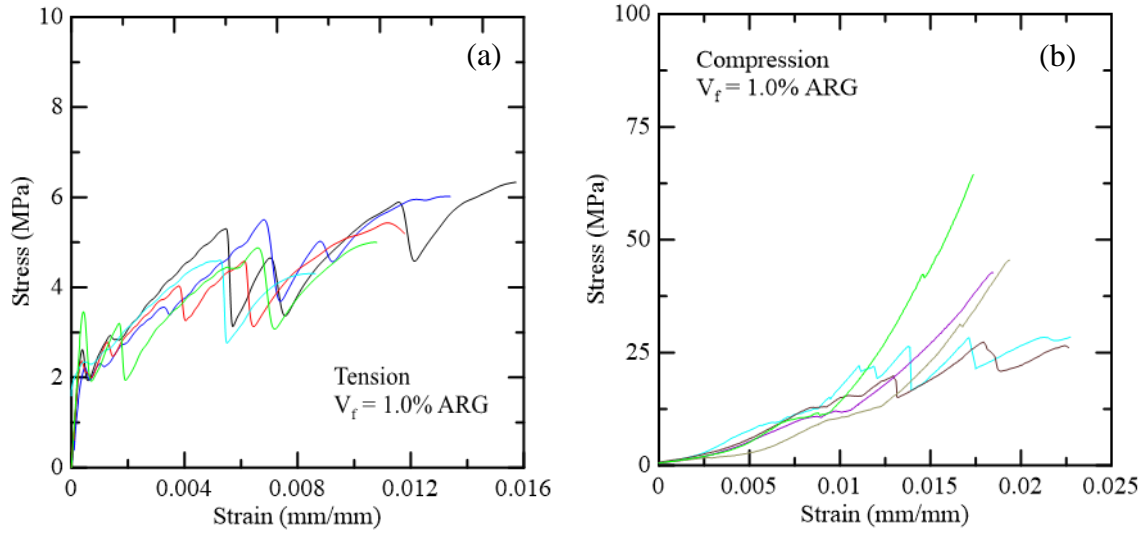 (a)
10
8
6
4
2
0
Stress (MPa)
Tension
V_f = 1.0% ARG
0
0.004
0.008
0.012
0.016
Strain (mm/mm)
(b)
100
75
50
25
0
Stress (MPa)
Compression
V_f = 1.0% ARG
0
0.005
0.01
0.015
0.02
0.025
Strain (mm/mm)